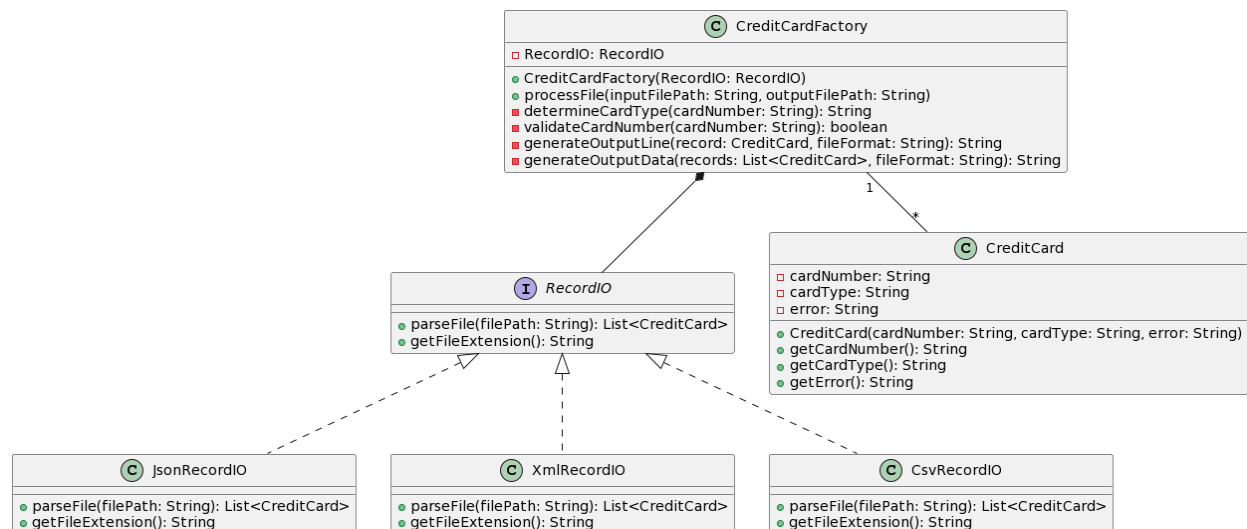 C CreditCardFactory
RecordIO: RecordIO
CreditCardFactory(RecordIO: RecordIO)
processFile(inputFilePath: String, outputFilePath: String)
determineCardType(cardNumber: String): String
validateCardNumber(cardNumber: String): boolean
generateOutputLine(record: CreditCard, fileFormat: String): String
generateOutputData(records: List<CreditCard>, fileFormat: String): String
1
*
C CreditCard
cardNumber: String
cardType: String
error: String
CreditCard(cardNumber: String, cardType: String, error: String)
getCardNumber(): String
getCardType(): String
getError(): String
I RecordIO
parseFile(filePath: String): List<CreditCard>
getFileExtension(): String
C JsonRecordIO
parseFile(filePath: String): List<CreditCard>
getFileExtension(): String
C XmlRecordIO
parseFile(filePath: String): List<CreditCard>
getFileExtension(): String
C CsvRecordIO
parseFile(filePath: String): List<CreditCard>
getFileExtension(): String